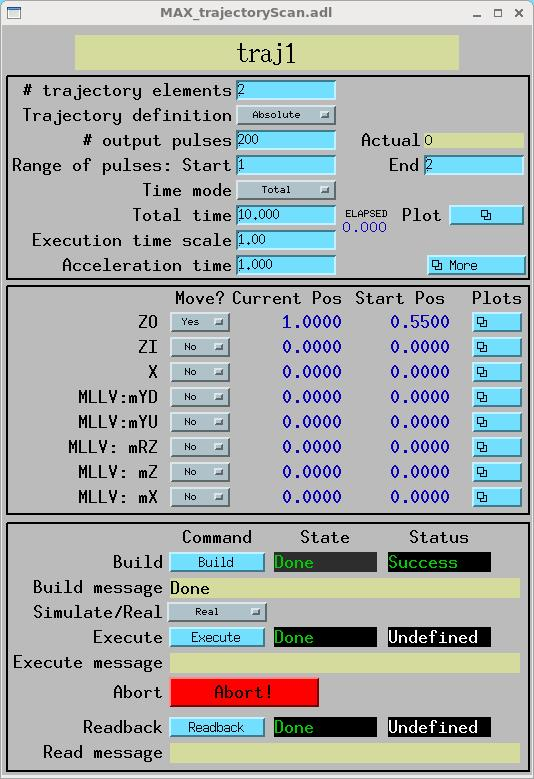 MAX_trajectoryScan.adl
traj1
# trajectory elements 2
Trajectory definition Absolute
# output pulses 200 Actual 0
Range of pulses: Start 1 End 2
Time mode Total
Total time 10.000 ELAPSED 0.000 Plot
Execution time scale 1.00
Acceleration time 1.000 More
Move? Current Pos Start Pos Plots
ZO Yes 1.0000 0.5500
ZI No 0.0000 0.0000
X No 0.0000 0.0000
MLLV:mYD No 0.0000 0.0000
MLLV:mYU No 0.0000 0.0000
MLLV: mRZ No 0.0000 0.0000
MLLV: mZ No 0.0000 0.0000
MLLV: mX No 0.0000 0.0000
Command State Status
Build Build Done Success
Build message Done
Simulate/Real Real
Execute Execute Done Undefined
Execute message
Abort Abort!
Readback Readback Done Undefined
Read message